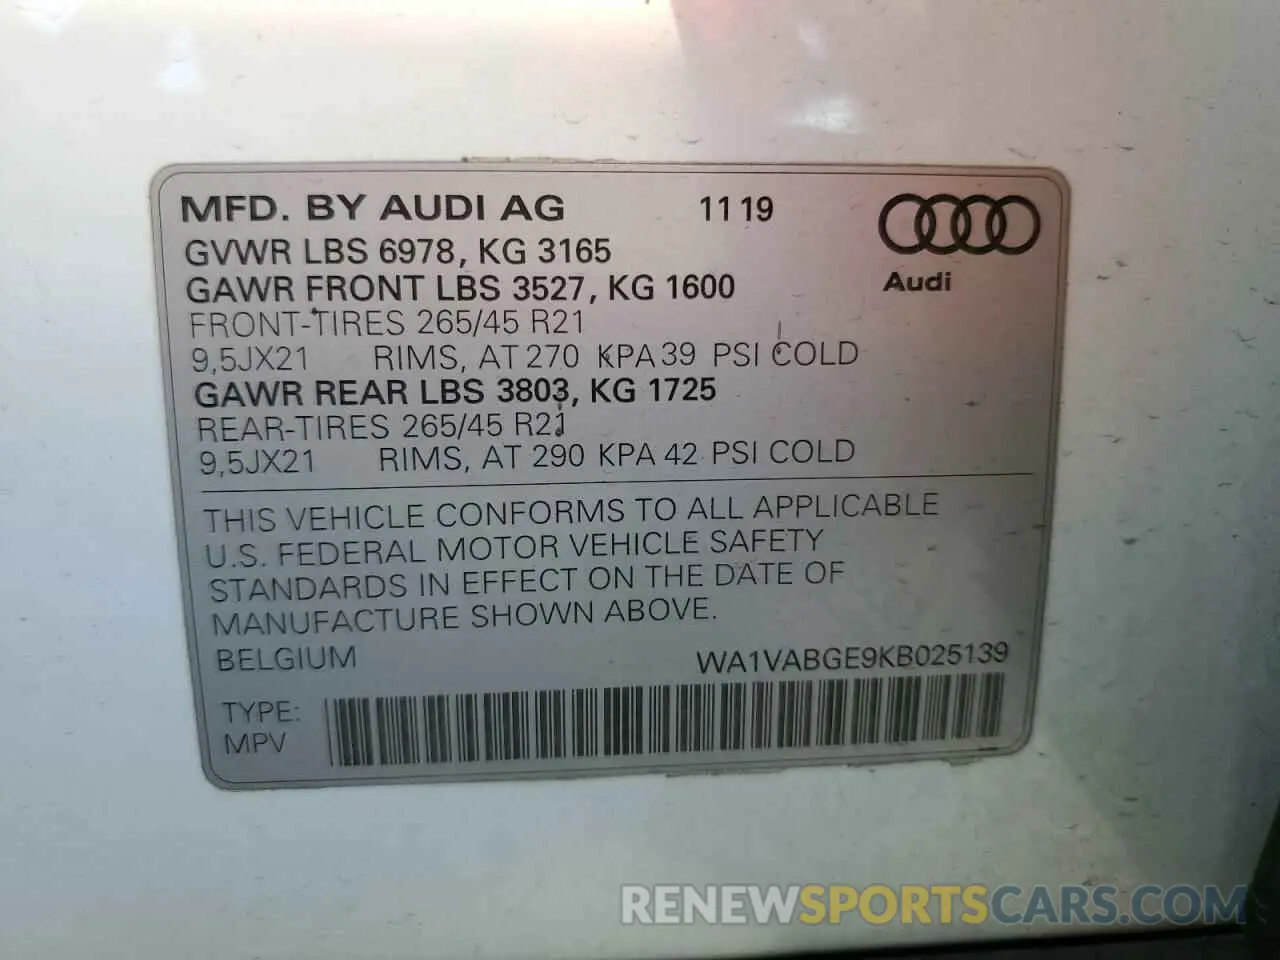 MFD. BY AUDI AG 11 19
GVWR LBS 6978, KG 3165
GAWR FRONT LBS 3527, KG 1600
Audi
FRONT-TIRES 265/45 R21
9,5JX21 RIMS, AT 270 KPA 39 PSI COLD
GAWR REAR LBS 3803, KG 1725
REAR-TIRES 265/45 R21
9,5JX21 RIMS, AT 290 KPA 42 PSI COLD
THIS VEHICLE CONFORMS TO ALL APPLICABLE
U.S. FEDERAL MOTOR VEHICLE SAFETY
STANDARDS IN EFFECT ON THE DATE OF
MANUFACTURE SHOWN ABOVE.
BELGIUM WA1VABGE9KB025139
TYPE:
MPV
RENEWSPORTSCARS.COM